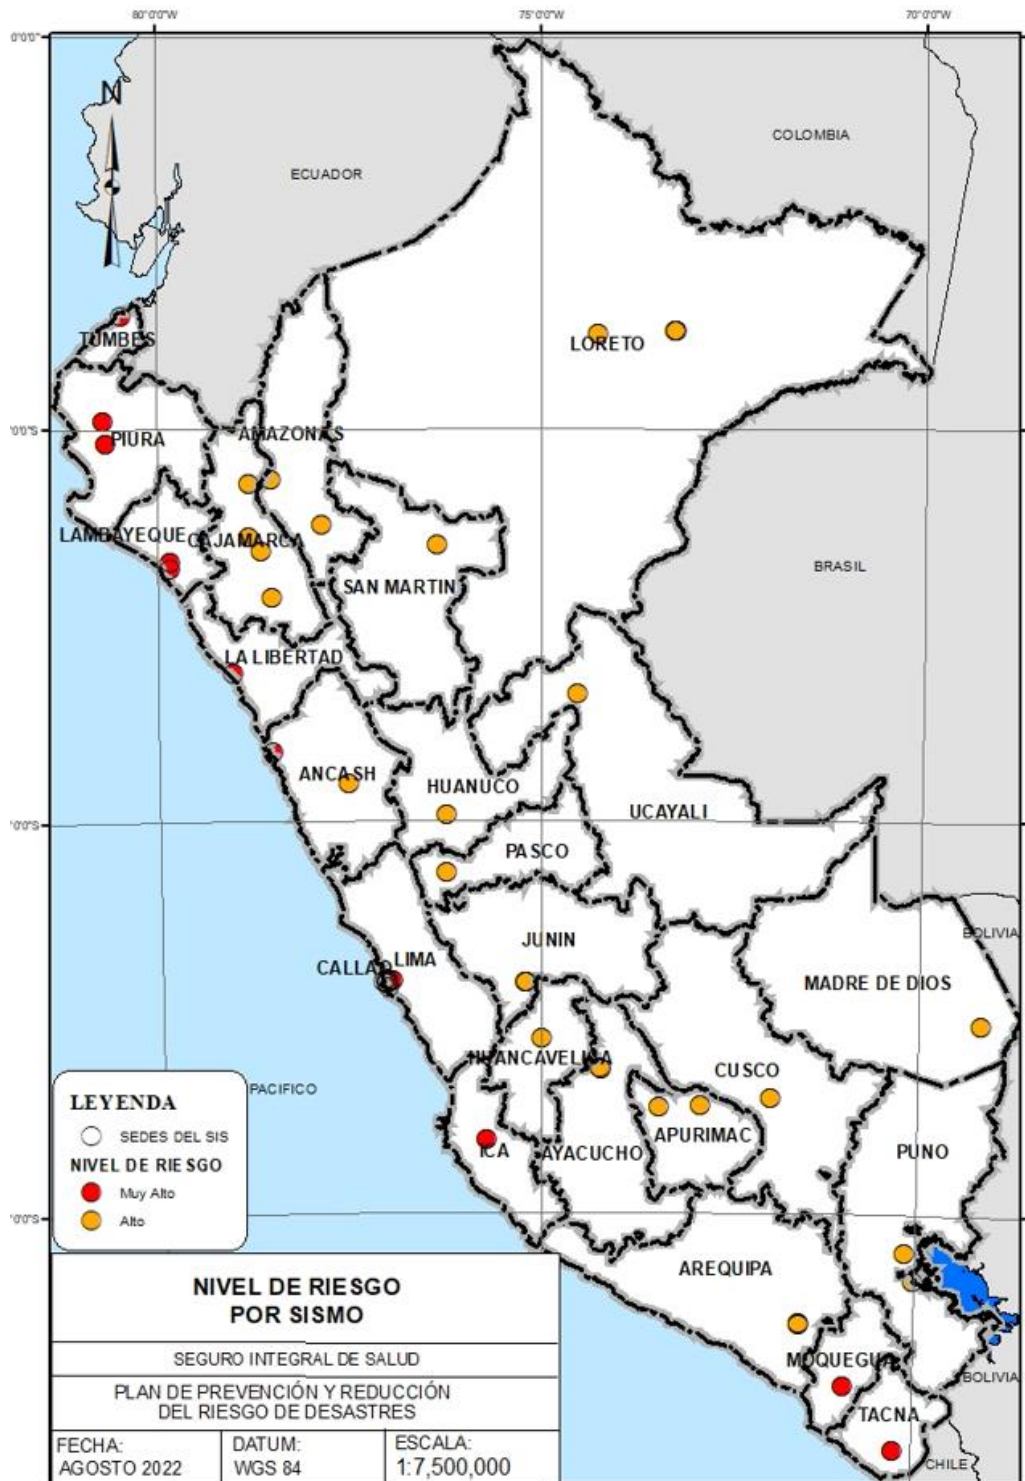 80°0'0"W
75°0'0"W
70°0'0"W
0°0'0"
N
COLOMBIA
ECUADOR
TUMBES
LORETO
PIURA
AMAZONAS
LAMBAYEQUE
CAJAMARCA
BRASIL
SAN MARTIN
LA LIBERTAD
ANCASH
HUANUCO
UCAYALI
PASCO
BOLIVIA
JUNIN
CALLAO
LIMA
MADRE DE DIOS
HUANCAVELICA
CUSCO
PACIFICO
ICA
AYACUCHO
APURIMAC
PUNO
AREQUIPA
MOQUEGUA
BOLIVIA
TACNA
CHILE
LEYENDA
SEDES DEL SIS
NIVEL DE RIESGO
Muy Alto
Alto
NIVEL DE RIESGO
POR SISMO
SEGURO INTEGRAL DE SALUD
PLAN DE PREVENCIÓN Y REDUCCIÓN
DEL RIESGO DE DESASTRES
FECHA:
AGOSTO 2022
DATUM:
WGS 84
ESCALA:
1:7,500,000